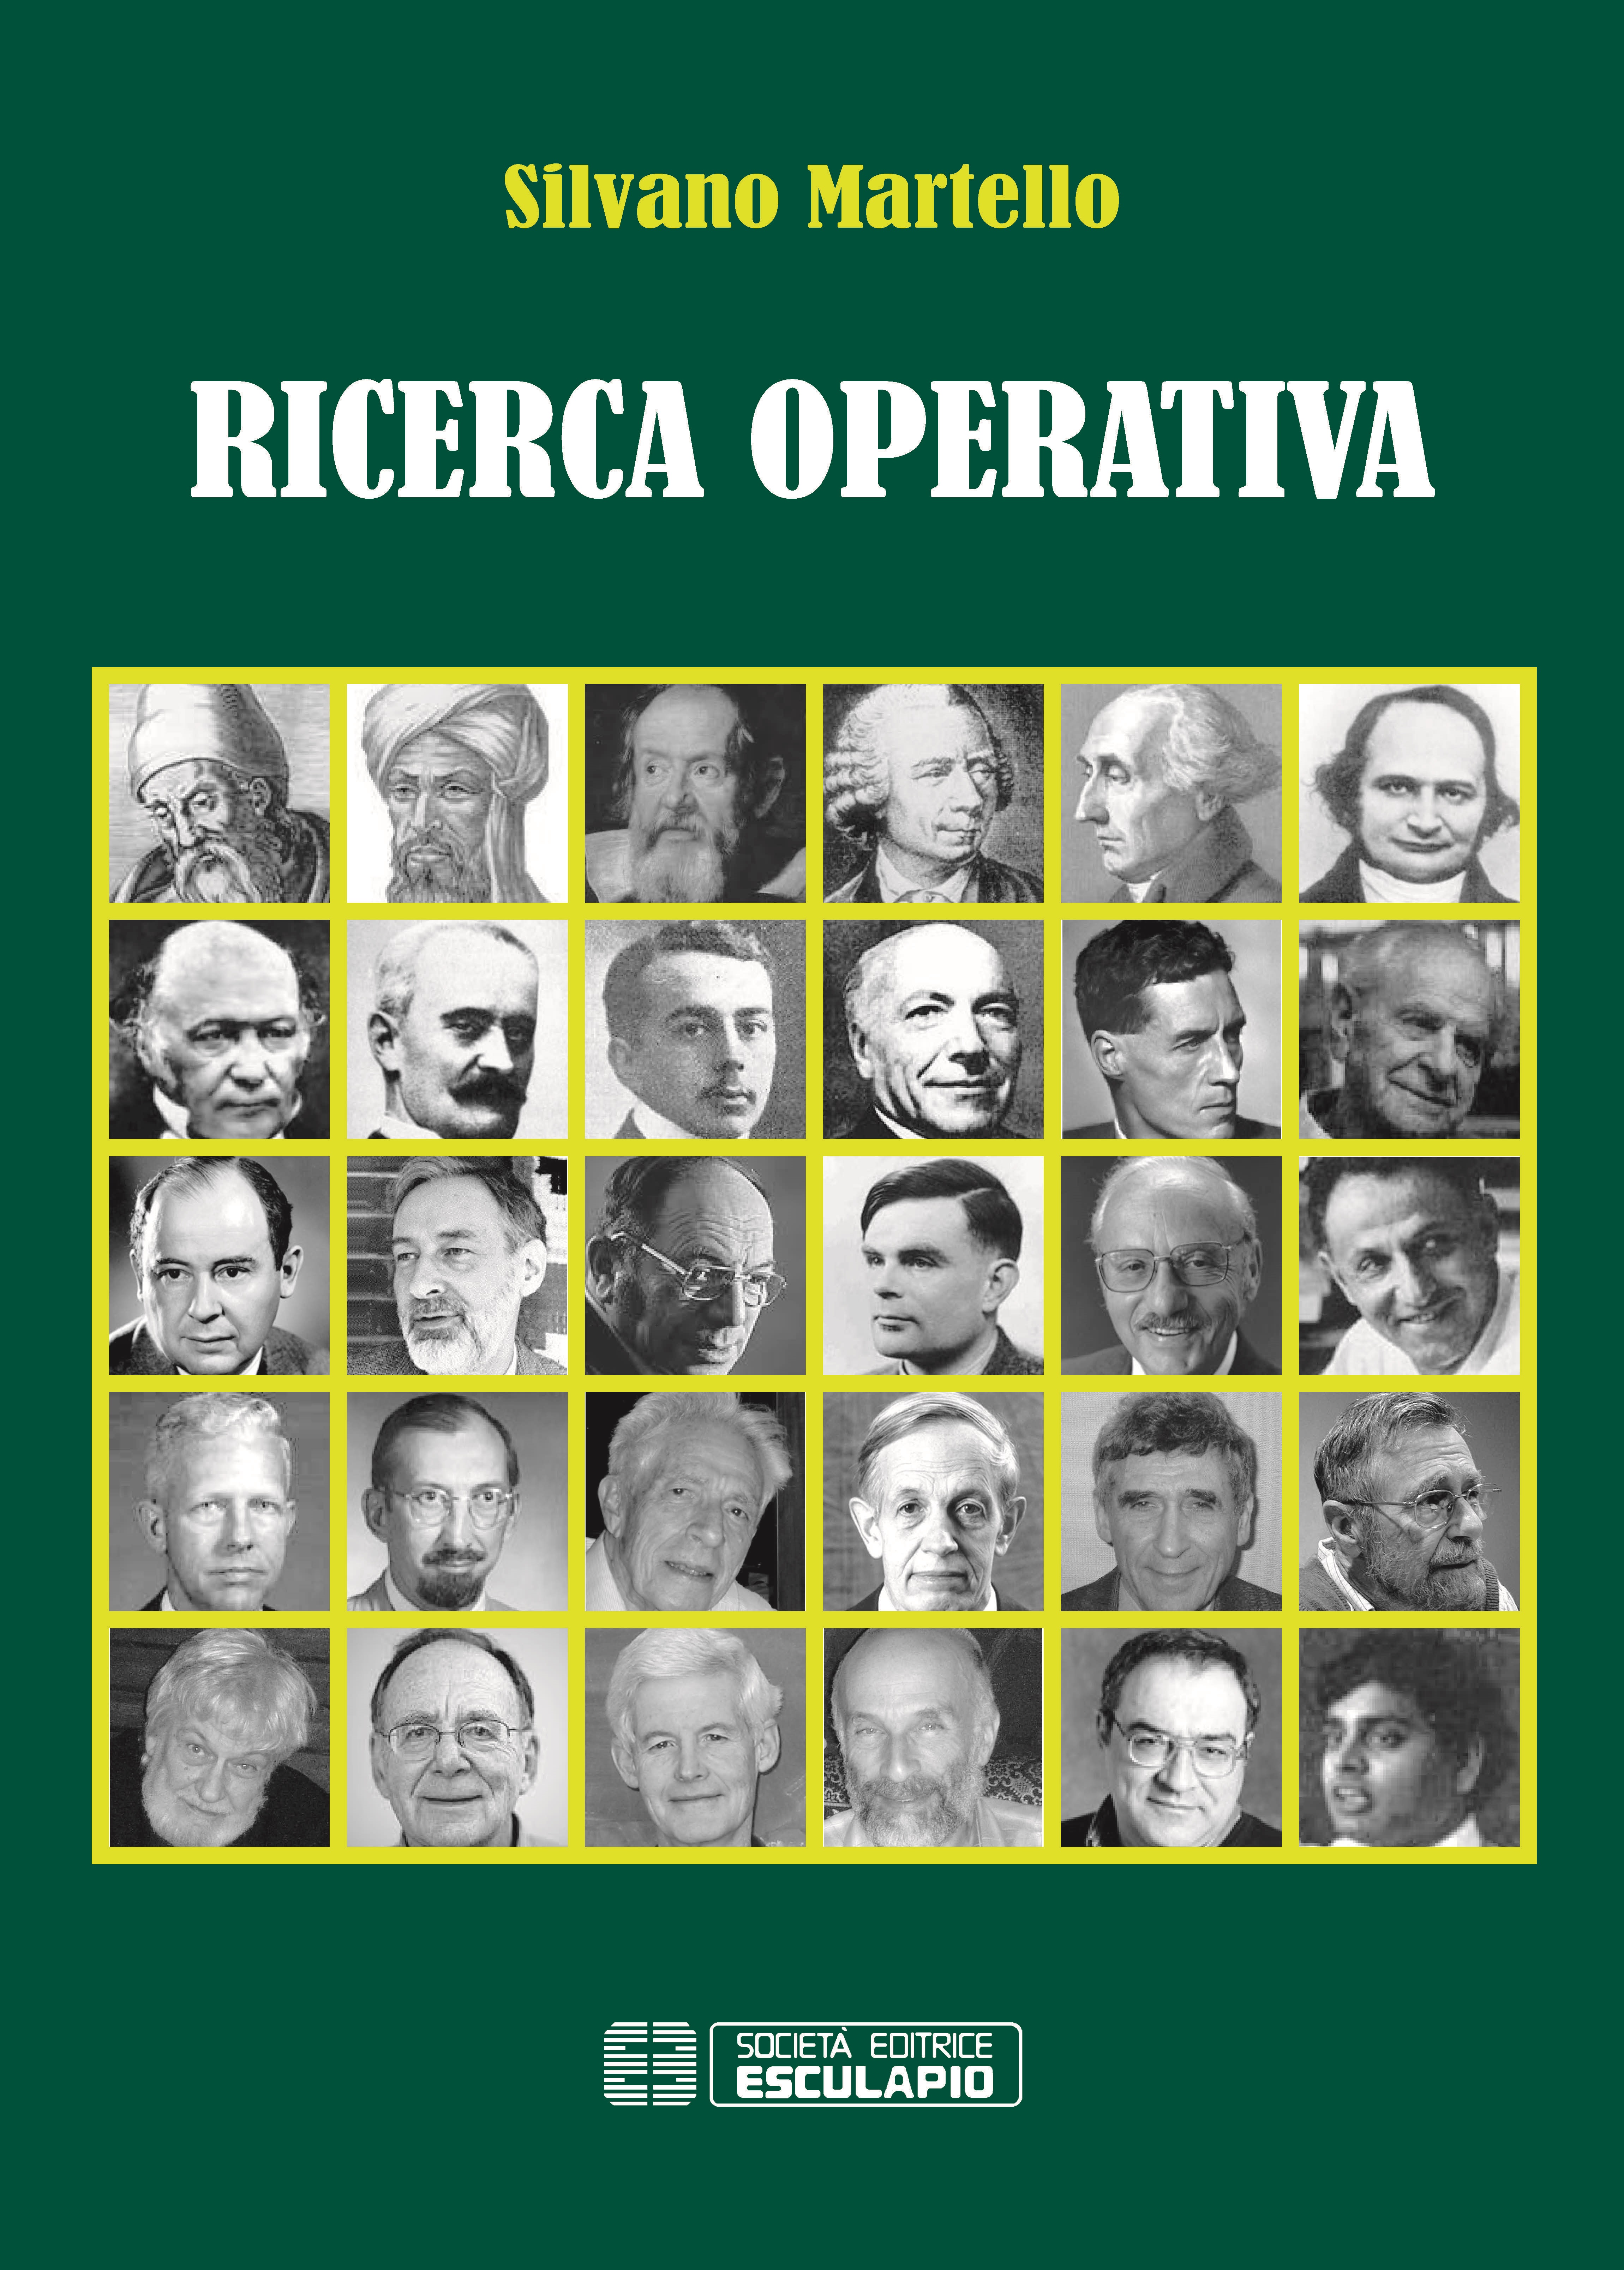 Silvano Martello
RICERCA OPERATIVA
SOCIETÀ EDITRICE
ESCULAPIO